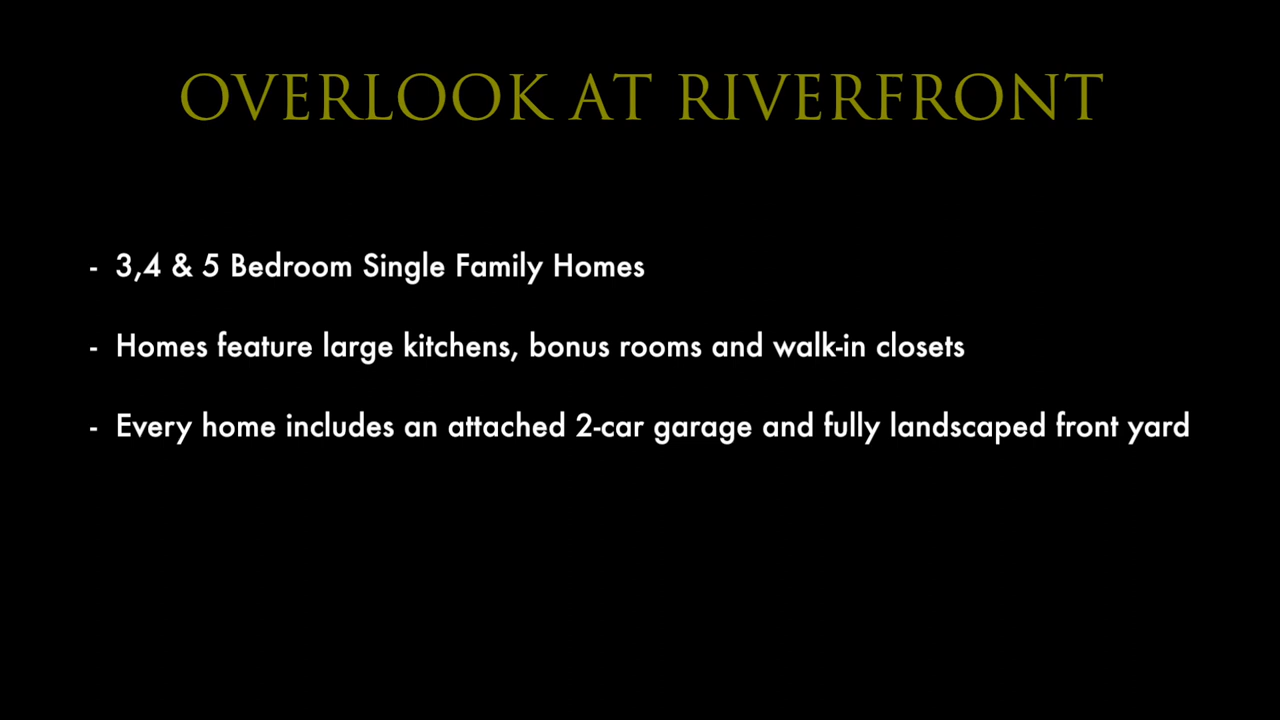 OVERLOOK AT RIVERFRONT
- 3,4 & 5 Bedroom Single Family Homes
- Homes feature large kitchens, bonus rooms and walk-in closets
- Every home includes an attached 2-car garage and fully landscaped front yard